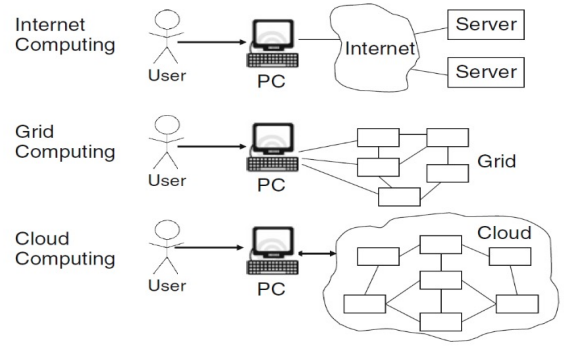 Internet
Computing
User
PC
Internet
Server
Server
Grid
Computing
User
PC
Grid
Cloud
Computing
User
PC
Cloud